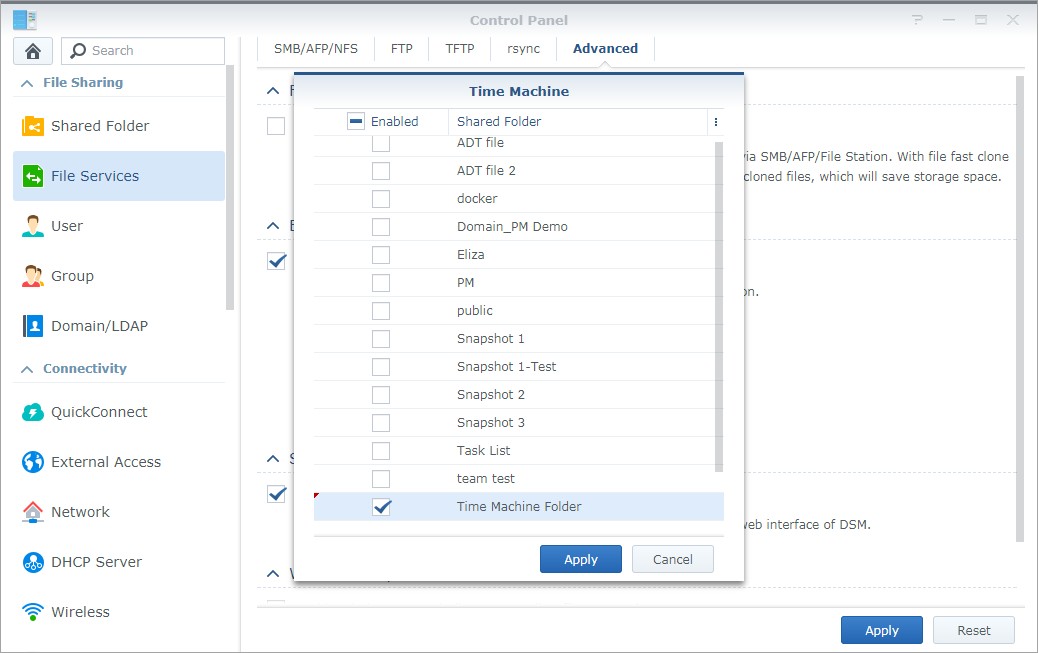 Control Panel
Search
SMB/AFP/NFS
FTP
TFTP
rsync
Advanced
File Sharing
Shared Folder
File Services
User
Group
Domain/LDAP
Connectivity
QuickConnect
External Access
Network
DHCP Server
Wireless
Time Machine
Enabled
Shared Folder
ADT file
ADT file 2
docker
Domain_PM Demo
Eliza
PM
public
Snapshot 1
Snapshot 1-Test
Snapshot 2
Snapshot 3
Task List
team test
Time Machine Folder
Apply
Cancel
via SMB/AFP/File Station. With file fast clone
cloned files, which will save storage space.
on.
web interface of DSM.
Apply
Reset